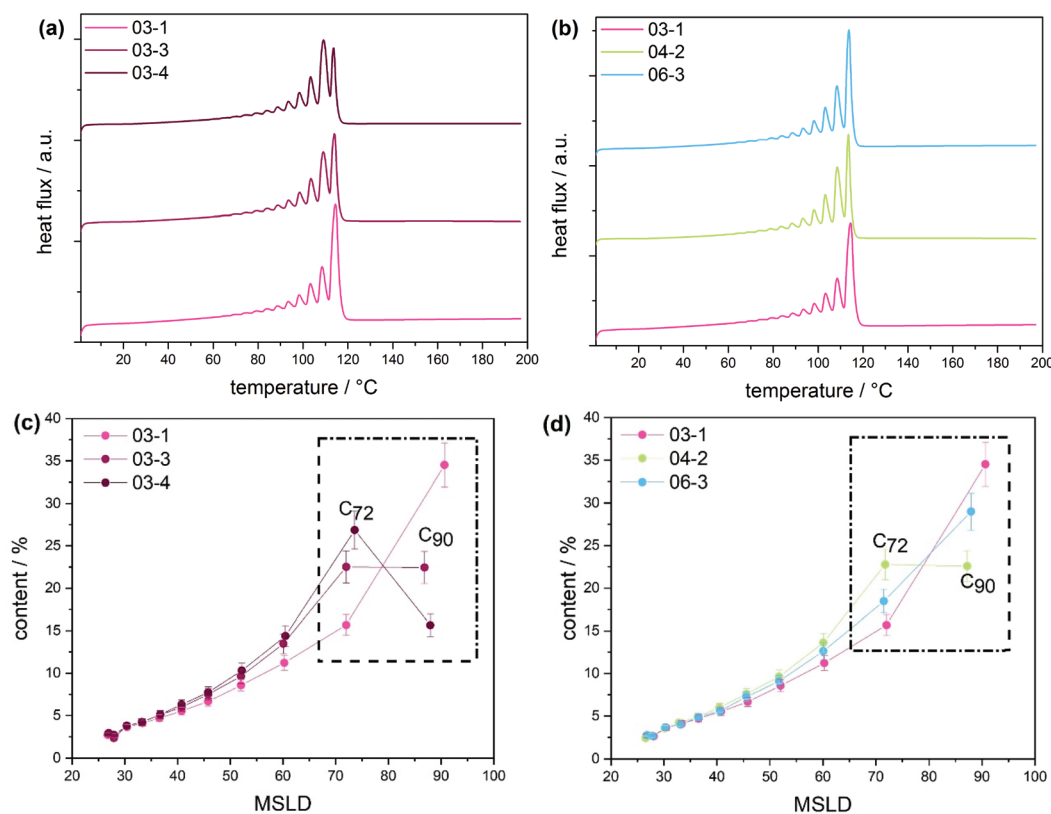 (a)
03-1
03-3
03-4
heat flux / a.u.
20 40 60 80 100 120 140 160 180 200
temperature / °C
(b)
03-1
04-2
06-3
heat flux / a.u.
20 40 60 80 100 120 140 160 180 200
temperature / °C
(c)
03-1
03-3
03-4
40
35
30
25
20
15
10
5
0
content / %
C72
C90
20 30 40 50 60 70 80 90 100
MSLD
(d)
03-1
04-2
06-3
40
35
30
25
20
15
10
5
0
content / %
C72
C90
20 30 40 50 60 70 80 90 100
MSLD